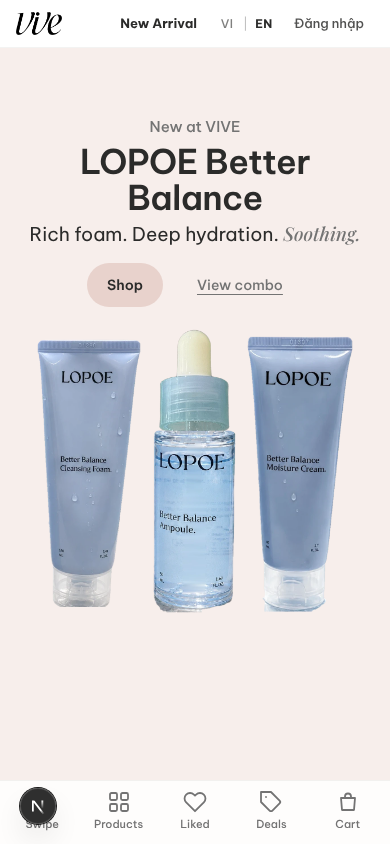 ViVe
New Arrival
VI
EN
Đăng nhập
New at VIVE
LOPOE Better
Balance
Rich foam. Deep hydration. Soothing.
Shop
View combo
LOPOE
Better Balance
Cleansing Foam.
LOPOE
Better Balance
Ampoule.
LOPOE
Better Balance
Moisture Cream.
N
Swipe
Products
Liked
Deals
Cart